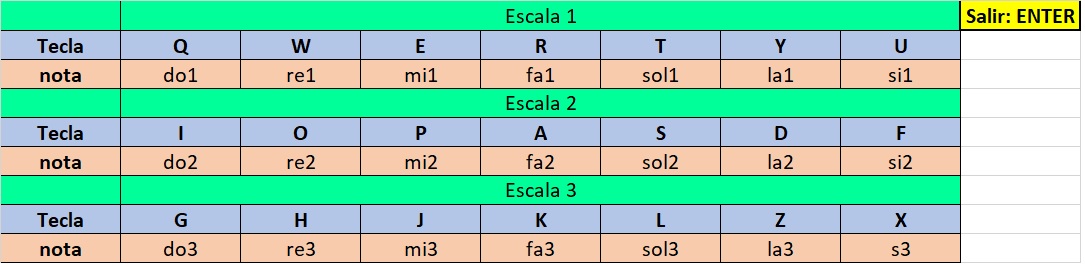 Escala 1 Salir: ENTER
Tecla Q W E R T Y U
nota do1 re1 mi1 fa1 sol1 la1 si1
Escala 2
Tecla I O P A S D F
nota do2 re2 mi2 fa2 sol2 la2 si2
Escala 3
Tecla G H J K L Z X
nota do3 re3 mi3 fa3 sol3 la3 s3